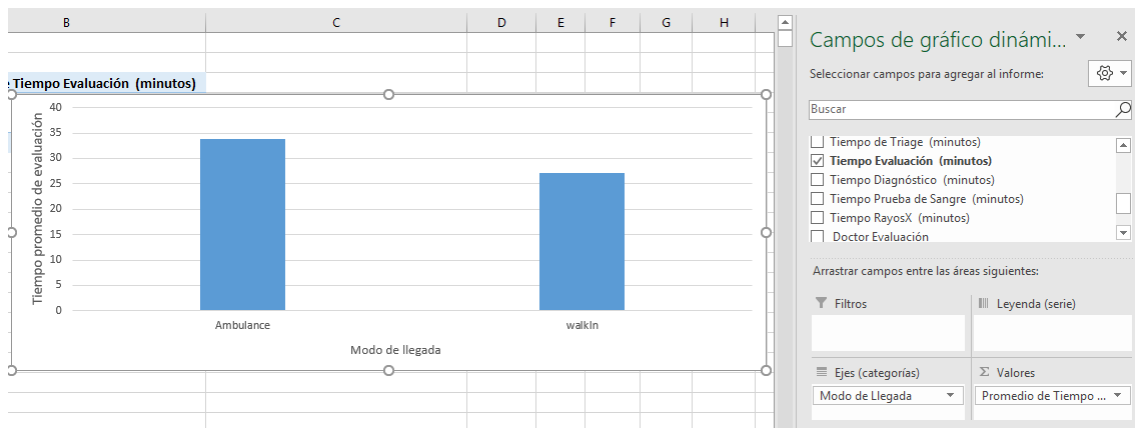 B C D E F G H
Tiempo Evaluación (minutos)
40
35
30
25
20
15
10
5
0
Tiempo promedio de evaluación
Ambulance walkIn
Modo de llegada
Campos de gráfico dinámi...
Seleccionar campos para agregar al informe:
Buscar
Tiempo de Triage (minutos)
Tiempo Evaluación (minutos)
Tiempo Diagnóstico (minutos)
Tiempo Prueba de Sangre (minutos)
Tiempo RayosX (minutos)
Doctor Evaluación
Arrastrar campos entre las áreas siguientes:
Filtros
Leyenda (serie)
Ejes (categorías)
Modo de Llegada
Σ Valores
Promedio de Tiempo ...